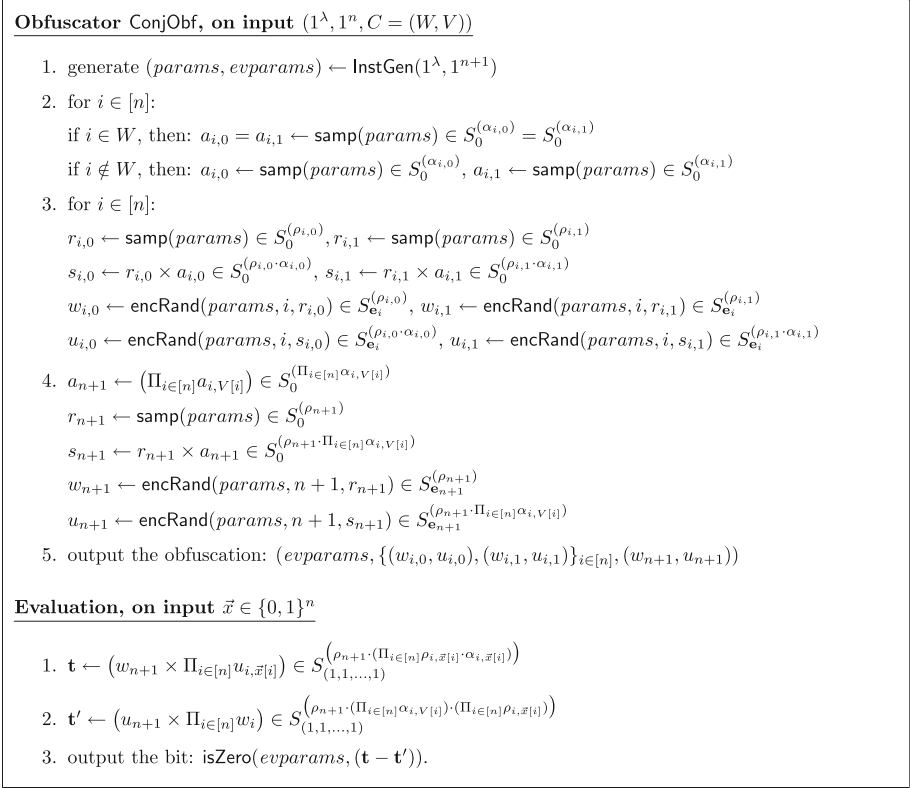 Obfuscator ConjObf, on input (1^λ, 1^n, C = (W, V))
1. generate (params, evparams) ← InstGen(1^λ, 1^{n+1})
2. for i ∈ [n]:
if i ∈ W, then: a_{i,0} = a_{i,1} ← samp(params) ∈ S_0^{(α_{i,0})} = S_0^{(α_{i,1})}
if i ∉ W, then: a_{i,0} ← samp(params) ∈ S_0^{(α_{i,0})}, a_{i,1} ← samp(params) ∈ S_0^{(α_{i,1})}
3. for i ∈ [n]:
r_{i,0} ← samp(params) ∈ S_0^{(ρ_{i,0})}, r_{i,1} ← samp(params) ∈ S_0^{(ρ_{i,1})}
s_{i,0} ← r_{i,0} × a_{i,0} ∈ S_0^{(ρ_{i,0}·α_{i,0})}, s_{i,1} ← r_{i,1} × a_{i,1} ∈ S_0^{(ρ_{i,1}·α_{i,1})}
w_{i,0} ← encRand(params, i, r_{i,0}) ∈ S_{e_i}^{(ρ_{i,0})}, w_{i,1} ← encRand(params, i, r_{i,1}) ∈ S_{e_i}^{(ρ_{i,1})}
u_{i,0} ← encRand(params, i, s_{i,0}) ∈ S_{e_i}^{(ρ_{i,0}·α_{i,0})}, u_{i,1} ← encRand(params, i, s_{i,1}) ∈ S_{e_i}^{(ρ_{i,1}·α_{i,1})}
4. a_{n+1} ← (Π_{i∈[n]} a_{i,V[i]}) ∈ S_0^{(Π_{i∈[n]} α_{i,V[i]})}
r_{n+1} ← samp(params) ∈ S_0^{(ρ_{n+1})}
s_{n+1} ← r_{n+1} × a_{n+1} ∈ S_0^{(ρ_{n+1}·Π_{i∈[n]} α_{i,V[i]})}
w_{n+1} ← encRand(params, n + 1, r_{n+1}) ∈ S_{e_{n+1}}^{(ρ_{n+1})}
u_{n+1} ← encRand(params, n + 1, s_{n+1}) ∈ S_{e_{n+1}}^{(ρ_{n+1}·Π_{i∈[n]} α_{i,V[i]})}
5. output the obfuscation: (evparams, {(w_{i,0}, u_{i,0}), (w_{i,1}, u_{i,1})}_{i∈[n]}, (w_{n+1}, u_{n+1}))
Evaluation, on input x⃗ ∈ {0, 1}^n
1. t ← (w_{n+1} × Π_{i∈[n]} u_{i,x⃗[i]}) ∈ S_{(1,1,...,1)}^{(ρ_{n+1}·(Π_{i∈[n]} ρ_{i,x⃗[i]}·α_{i,x⃗[i]}))}
2. t′ ← (u_{n+1} × Π_{i∈[n]} w_i) ∈ S_{(1,1,...,1)}^{(ρ_{n+1}·(Π_{i∈[n]} α_{i,V[i]})·(Π_{i∈[n]} ρ_{i,x⃗[i]}))}
3. output the bit: isZero(evparams, (t − t′)).